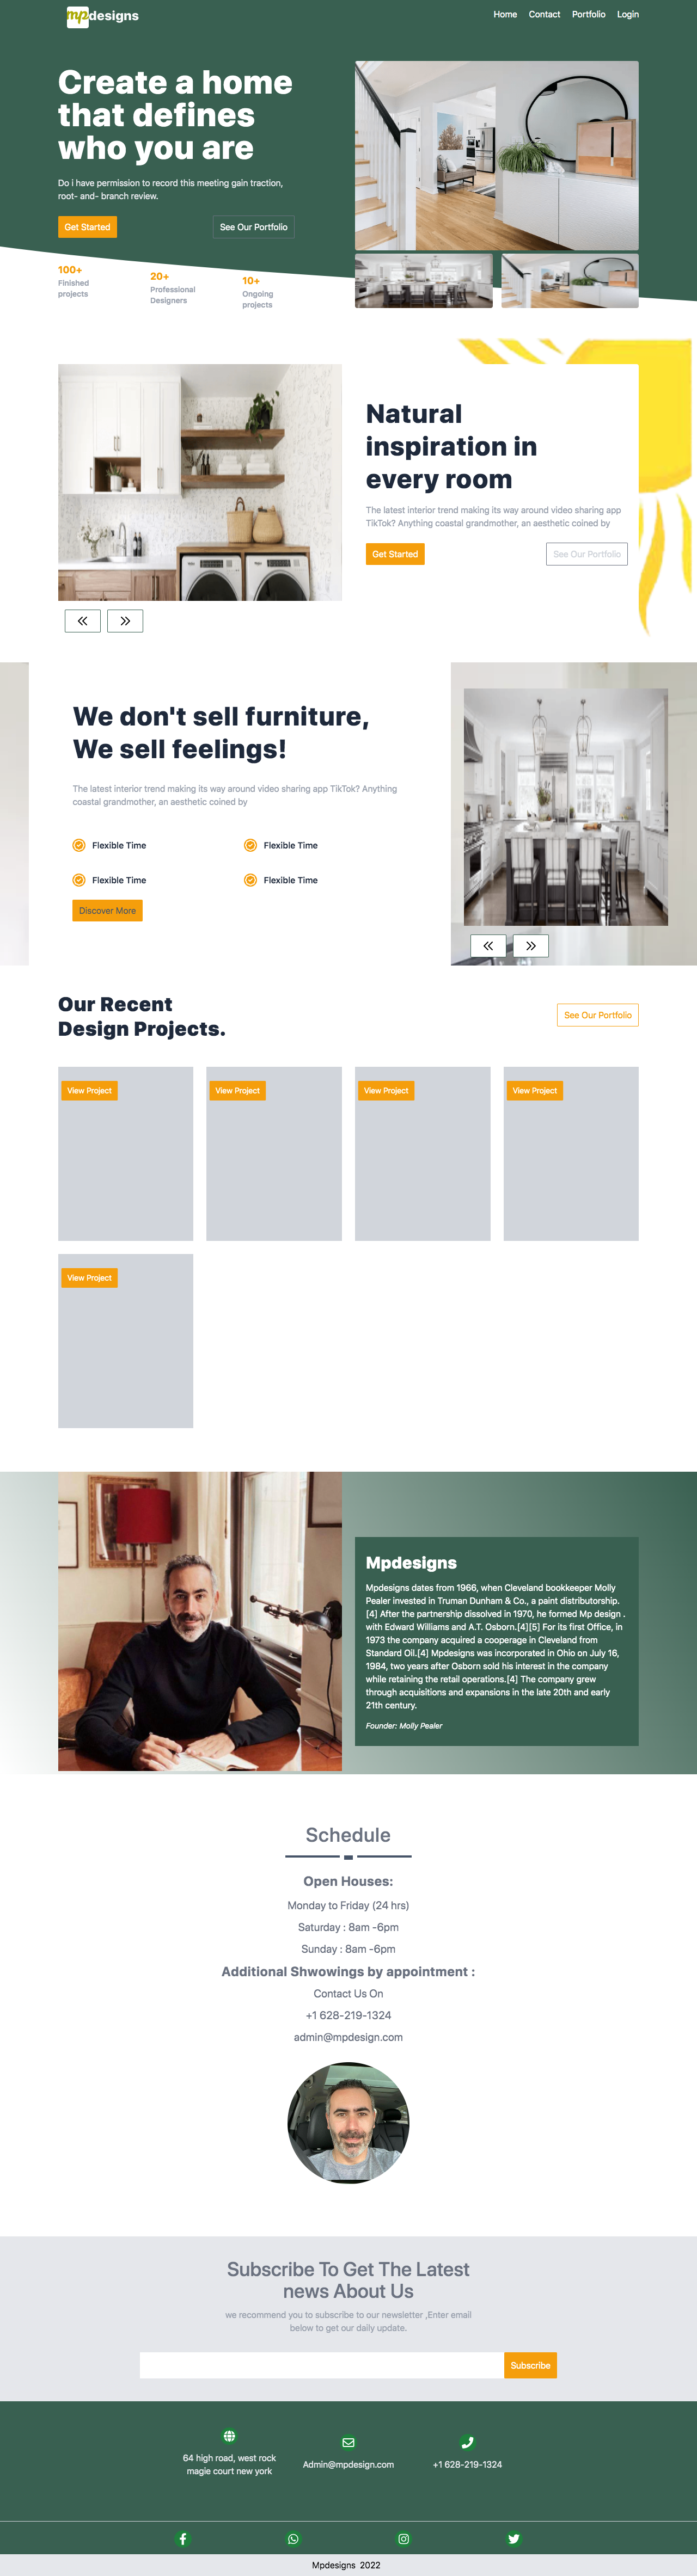 mpdesigns
Home Contact Portfolio Login
Create a home
that defines
who you are
Do i have permission to record this meeting gain traction,
root- and- branch review.
Get Started
See Our Portfolio
100+
Finished
projects
20+
Professional
Designers
10+
Ongoing
projects
Natural
inspiration in
every room
The latest interior trend making its way around video sharing app
TikTok? Anything coastal grandmother, an aesthetic coined by
Get Started
See Our Portfolio
We don't sell furniture,
We sell feelings!
The latest interior trend making its way around video sharing app TikTok? Anything
coastal grandmother, an aesthetic coined by
Flexible Time
Flexible Time
Flexible Time
Flexible Time
Discover More
Our Recent
Design Projects.
See Our Portfolio
View Project
View Project
View Project
View Project
View Project
Mpdesigns
Mpdesigns dates from 1966, when Cleveland bookkeeper Molly
Pealer invested in Truman Dunham & Co., a paint distributorship.
[4] After the partnership dissolved in 1970, he formed Mp design .
with Edward Williams and A.T. Osborn.[4][5] For its first Office, in
1973 the company acquired a cooperage in Cleveland from
Standard Oil.[4] Mpdesigns was incorporated in Ohio on July 16,
1984, two years after Osborn sold his interest in the company
while retaining the retail operations.[4] The company grew
through acquisitions and expansions in the late 20th and early
21th century.
Founder: Molly Pealer
Schedule
Open Houses:
Monday to Friday (24 hrs)
Saturday : 8am -6pm
Sunday : 8am -6pm
Additional Shwowings by appointment :
Contact Us On
+1 628-219-1324
admin@mpdesign.com
Subscribe To Get The Latest
news About Us
we recommend you to subscribe to our newsletter ,Enter email
below to get our daily update.
Subscribe
64 high road, west rock
magie court new york
Admin@mpdesign.com
+1 628-219-1324
Mpdesigns 2022